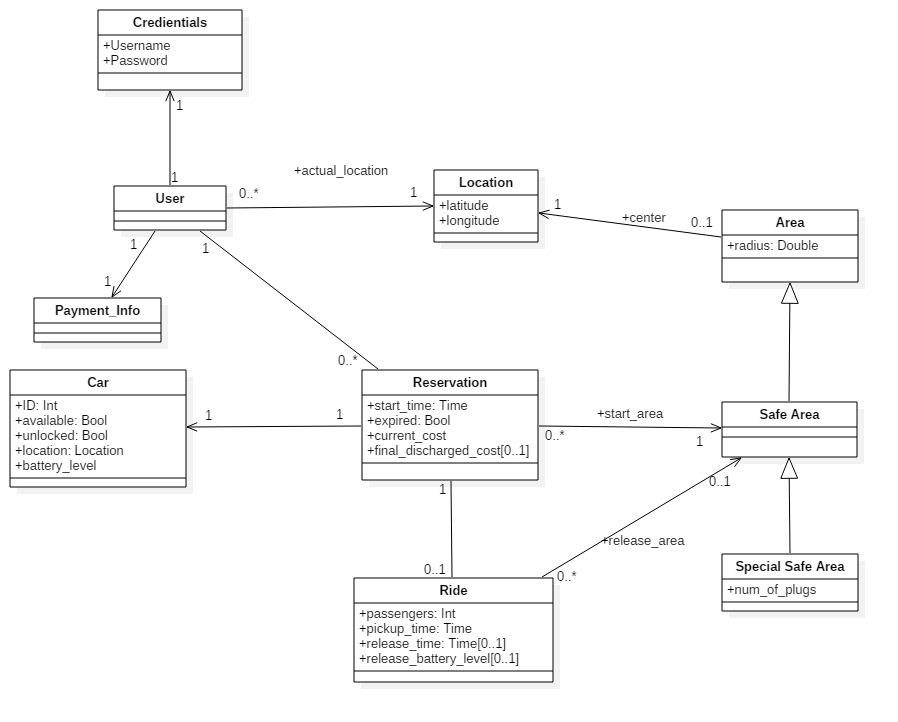 Credientials
+Username
+Password
1
1
User
0..*
+actual_location
1
Location
+latitude
+longitude
1
+center
0..1
Area
+radius: Double
1
1
1
Payment_Info
0..*
Car
+ID: Int
+available: Bool
+unlocked: Bool
+location: Location
+battery_level
1
1
Reservation
+start_time: Time
+expired: Bool
+current_cost
+final_discharged_cost[0..1]
+start_area
0..*
1
Safe Area
0..1
1
0..1
+release_area
0..*
Special Safe Area
+num_of_plugs
Ride
+passengers: Int
+pickup_time: Time
+release_time: Time[0..1]
+release_battery_level[0..1]